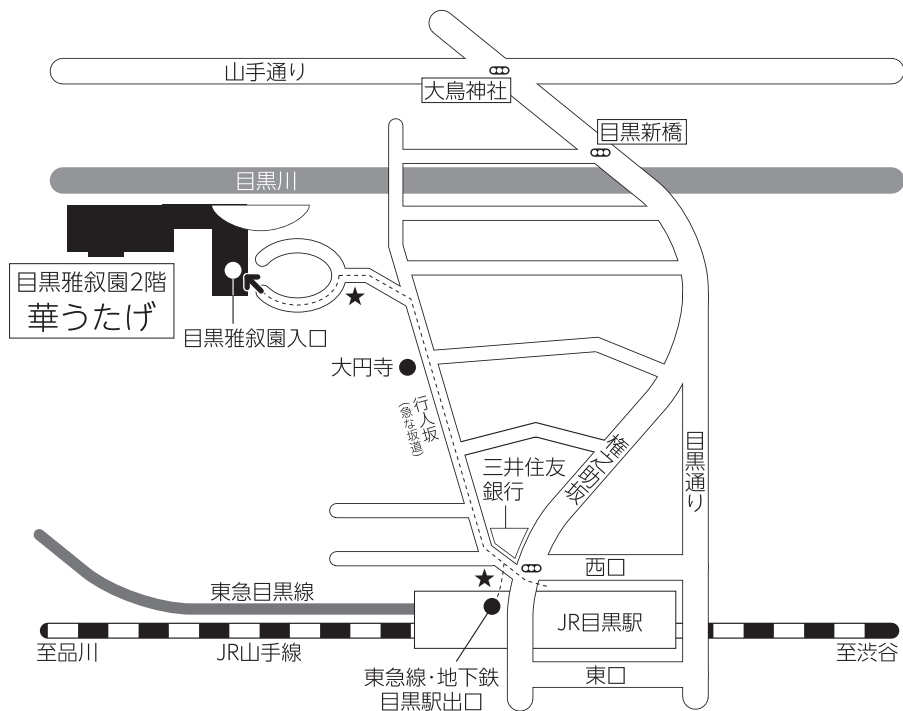 山手通り
大鳥神社
目黒新橋
目黒川
目黒雅叙園2階
華うたげ
目黒雅叙園入口
★
大円寺
行人坂
(急な坂道)
三井住友
銀行
権之助坂
目黒通り
西口
★
東急目黒線
JR目黒駅
至品川
JR山手線
至渋谷
東急線・地下鉄
目黒駅出口
東口